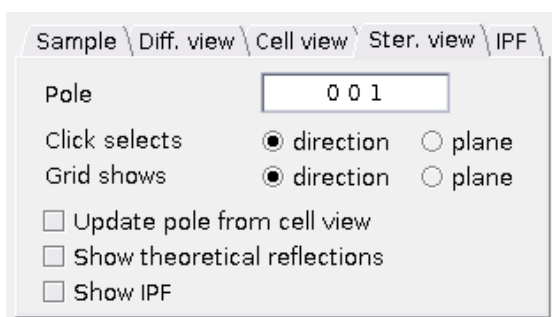 Sample Diff. view Cell view Ster. view IPF
Pole 0 0 1
Click selects direction plane
Grid shows direction plane
Update pole from cell view
Show theoretical reflections
Show IPF